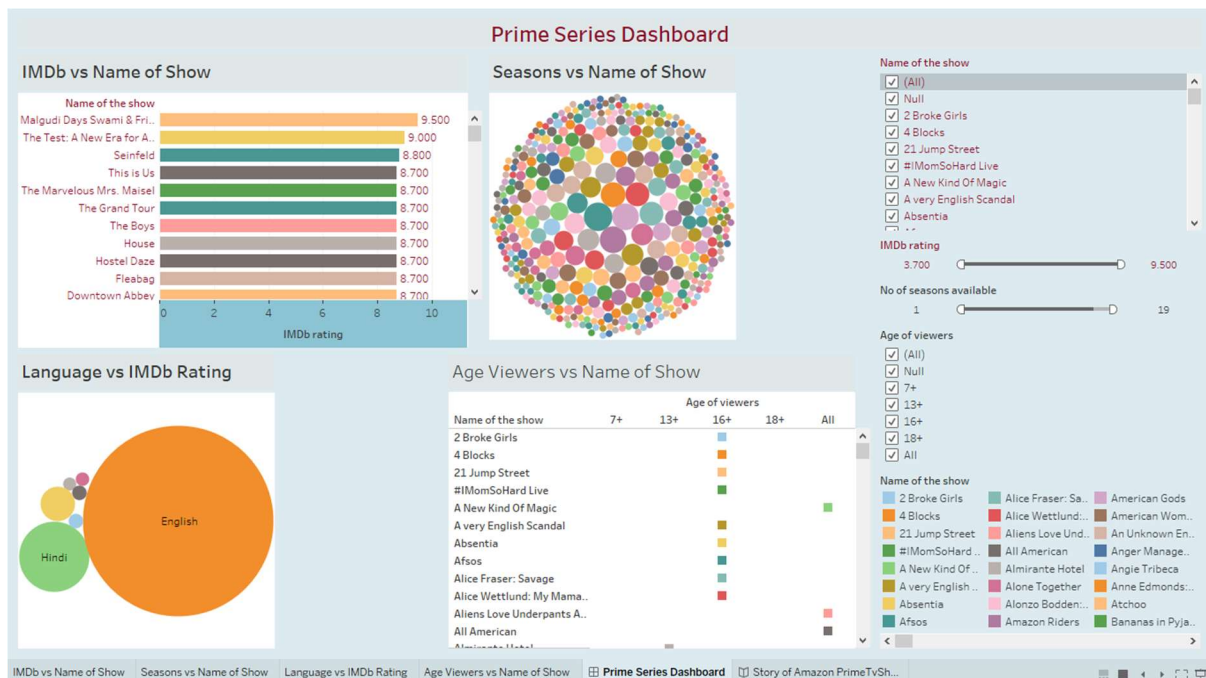 Prime Series Dashboard
IMDb vs Name of Show
Name of the show
Malgudi Days Swami & Fri.. 9.500
The Test: A New Era for A.. 9.000
Seinfeld 8.800
This is Us 8.700
The Marvelous Mrs. Maisel 8.700
The Grand Tour 8.700
The Boys 8.700
House 8.700
Hostel Daze 8.700
Fleabag 8.700
Downtown Abbey 8.700
0 2 4 6 8 10
IMDb rating
Seasons vs Name of Show
Language vs IMDb Rating
English
Hindi
Age Viewers vs Name of Show
Age of viewers
Name of the show 7+ 13+ 16+ 18+ All
2 Broke Girls
4 Blocks
21 Jump Street
#IMomSoHard Live
A New Kind Of Magic
A very English Scandal
Absentia
Afsos
Alice Fraser: Savage
Alice Wettlund: My Mama..
Aliens Love Underpants A..
All American
Almirante Hotel
Name of the show
(All)
Null
2 Broke Girls
4 Blocks
21 Jump Street
#IMomSoHard Live
A New Kind Of Magic
A very English Scandal
Absentia
IMDb rating
3.700 9.500
No of seasons available
1 19
Age of viewers
(All)
Null
7+
13+
16+
18+
All
Name of the show
2 Broke Girls Alice Fraser: Sa.. American Gods
4 Blocks Alice Wettlund:.. American Wom..
21 Jump Street Aliens Love Und.. An Unknown En..
#IMomSoHard .. All American Anger Manage..
A New Kind Of .. Almirante Hotel Angie Tribeca
A very English .. Alone Together Anne Edmonds:..
Absentia Alonzo Bodden:.. Atchoo
Afsos Amazon Riders Bananas in Pyja..
IMDb vs Name of Show Seasons vs Name of Show Language vs IMDb Rating Age Viewers vs Name of Show Prime Series Dashboard Story of Amazon PrimeTvSh...